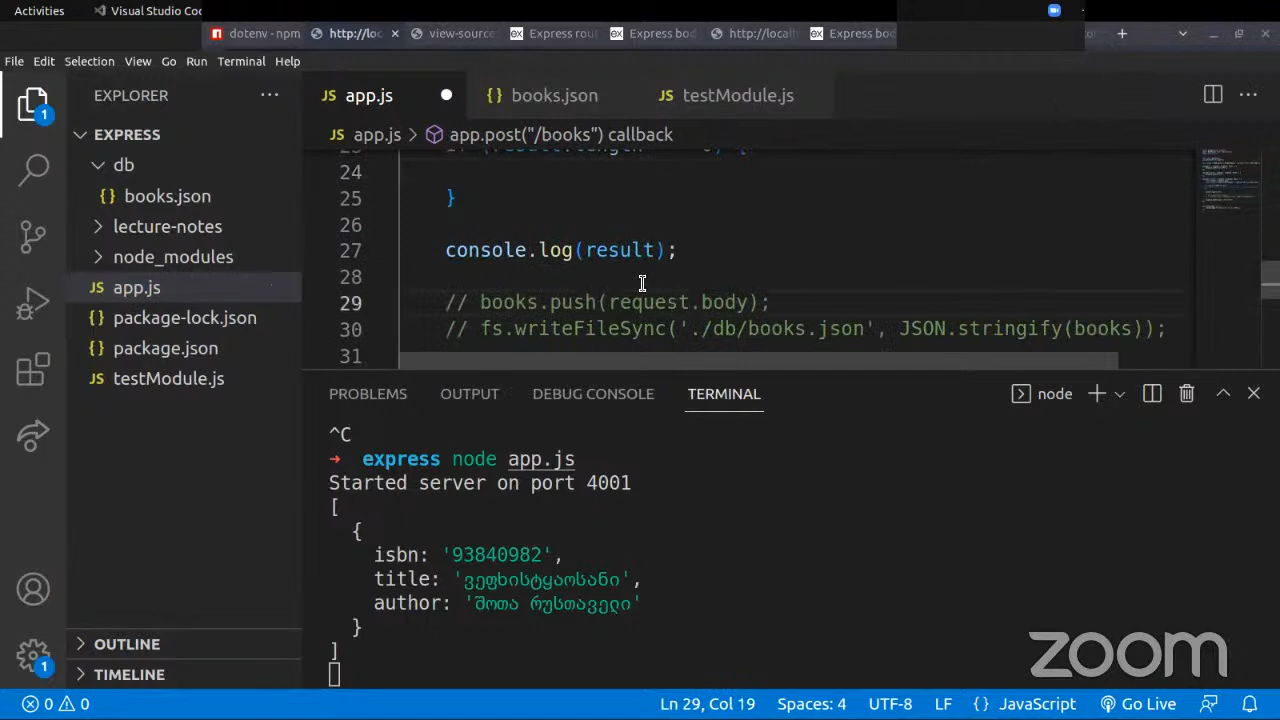 Activities
Visual Studio Coc
dotenv - npm
http://loc
view-source:
Express rout
Express bod
http://localh
Express bod
File Edit Selection View Go Run Terminal Help
EXPLORER
app.js
books.json
testModule.js
app.js > app.post("/books") callback
EXPRESS
db
books.json
lecture-notes
node_modules
app.js
package-lock.json
package.json
testModule.js
OUTLINE
TIMELINE
24
25 }
26
27 console.log(result);
28
29 // books.push(request.body);
30 // fs.writeFileSync('./db/books.json', JSON.stringify(books));
31
PROBLEMS OUTPUT DEBUG CONSOLE TERMINAL
node
^C
→ express node app.js
Started server on port 4001
[
{
isbn: '93840982',
title: 'ვეფხისტყაოსანი',
author: 'შოთა რუსთაველი'
}
]
zoom
0 0
Ln 29, Col 19 Spaces: 4 UTF-8 LF {} JavaScript Go Live
1
1